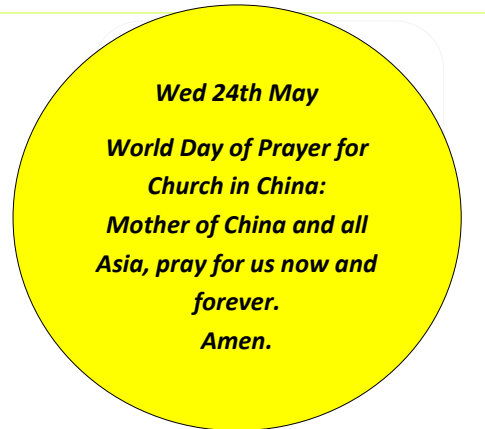 Wed 24th May
World Day of Prayer for
Church in China:
Mother of China and all
Asia, pray for us now and
forever.
Amen.